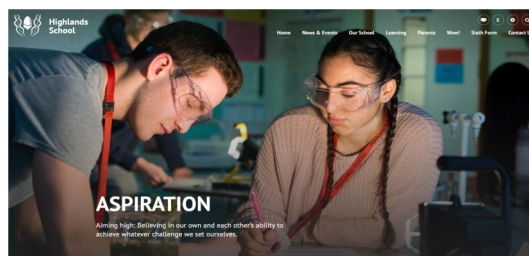 Highlands
School
Home News & Events Our School Learning Parents Wow! Sixth Form Contact U
ASPIRATION
Aiming high: Believing in our own and each other's ability to
achieve whatever challenge we set ourselves.